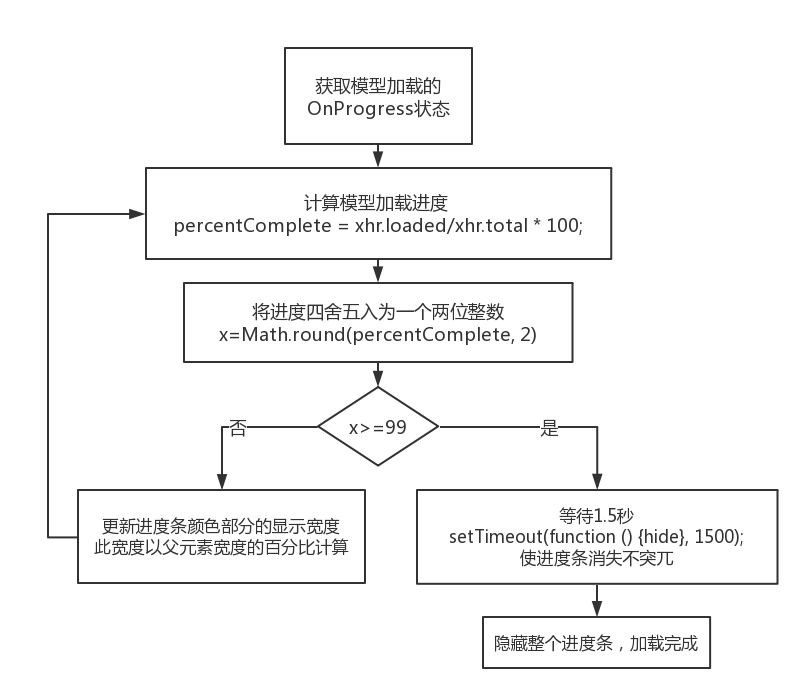 获取模型加载的
OnProgress状态
计算模型加载进度
percentComplete = xhr.loaded/xhr.total * 100;
将进度四舍五入为一个两位整数
x=Math.round(percentComplete, 2)
x>=99
否
是
更新进度条颜色部分的显示宽度
此宽度以父元素宽度的百分比计算
等待1.5秒
setTimeout(function () {hide}, 1500);
使进度条消失不突兀
隐藏整个进度条，加载完成